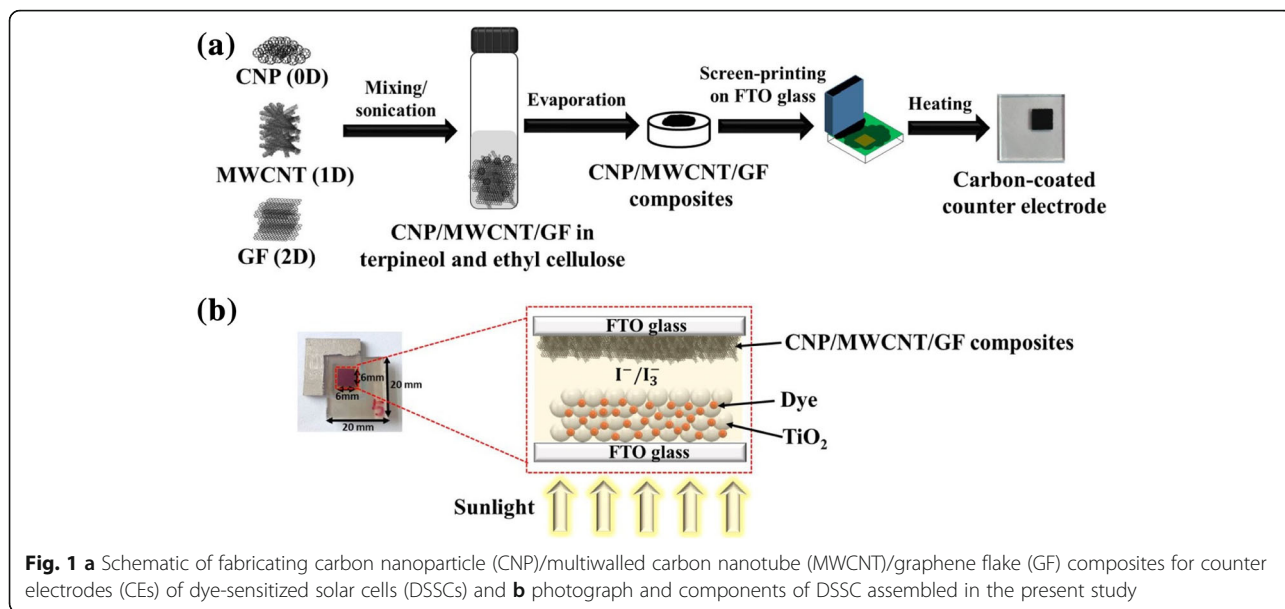 (a)
CNP (0D)
MWCNT (1D)
GF (2D)
Mixing/
sonication
CNP/MWCNT/GF in
terpineol and ethyl cellulose
Evaporation
CNP/MWCNT/GF
composites
Screen-printing
on FTO glass
Heating
Carbon-coated
counter electrode
(b)
6mm
6mm
20 mm
20 mm
15
FTO glass
CNP/MWCNT/GF composites
I⁻/I₃⁻
Dye
TiO₂
FTO glass
Sunlight
Fig. 1 a Schematic of fabricating carbon nanoparticle (CNP)/multiwalled carbon nanotube (MWCNT)/graphene flake (GF) composites for counter
electrodes (CEs) of dye-sensitized solar cells (DSSCs) and b photograph and components of DSSC assembled in the present study